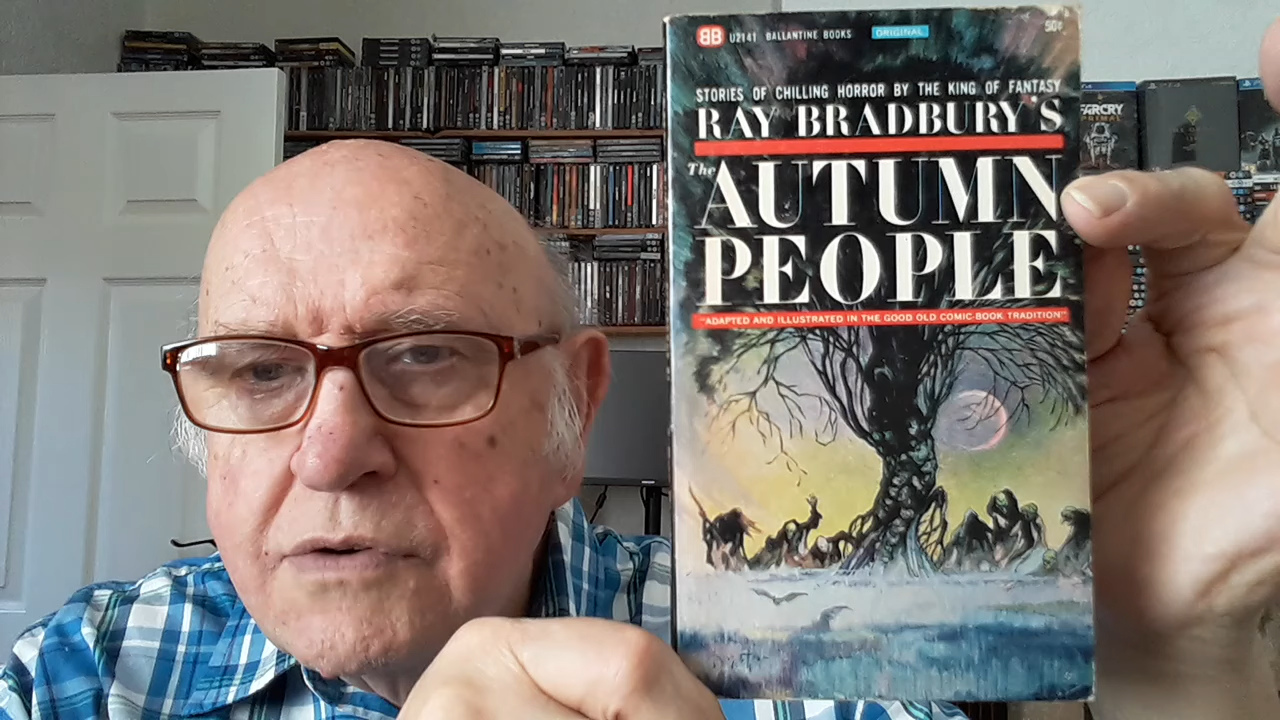 BB U2141 BALLANTINE BOOKS ORIGINAL 50¢
STORIES OF CHILLING HORROR BY THE KING OF FANTASY
RAY BRADBURY'S
The AUTUMN
PEOPLE
"ADAPTED AND ILLUSTRATED IN THE GOOD OLD COMIC-BOOK TRADITION"
FARCRY
PRIMAL